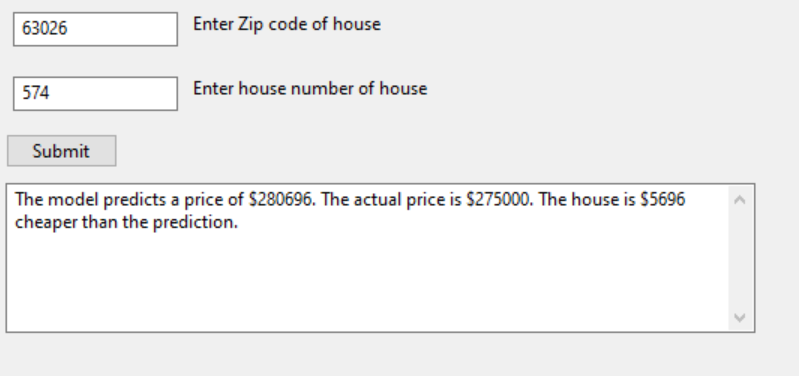 63026 Enter Zip code of house
574 Enter house number of house
Submit
The model predicts a price of $280696. The actual price is $275000. The house is $5696
cheaper than the prediction.